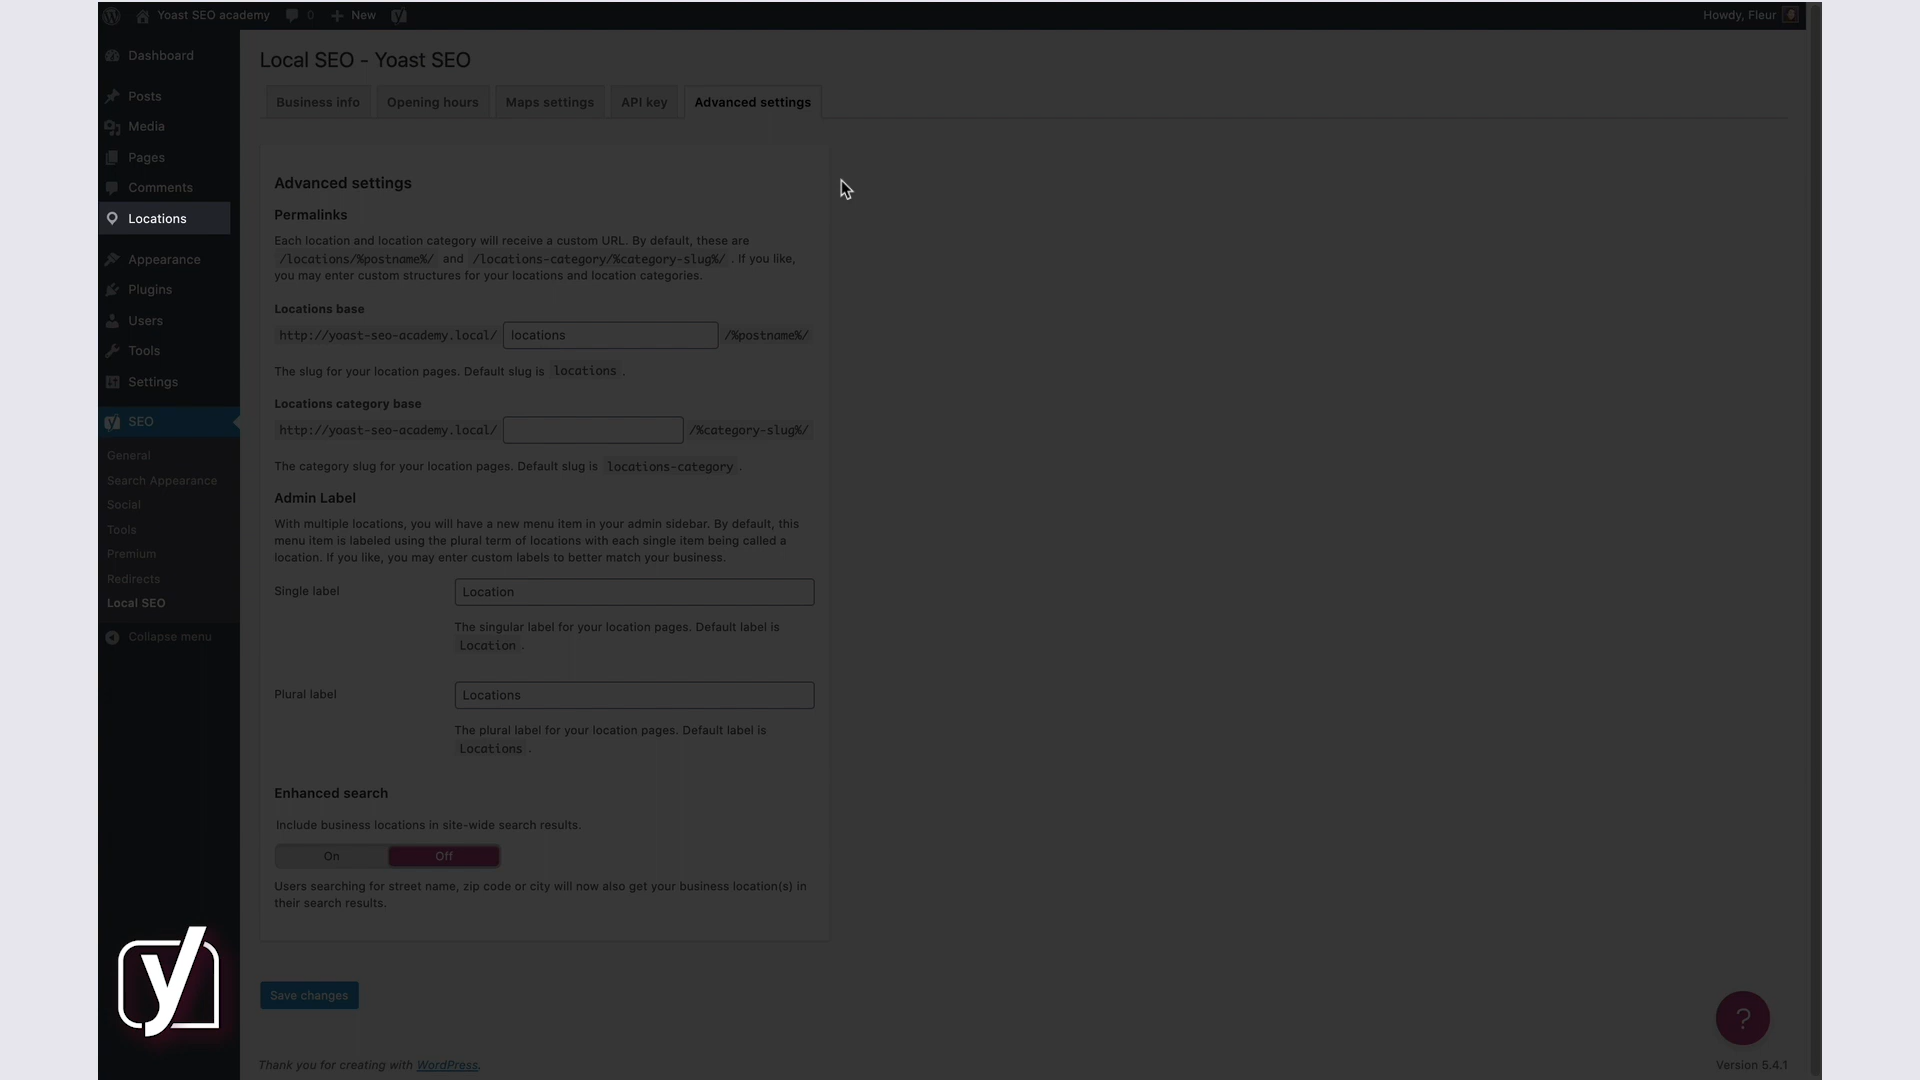 Yoast SEO academy 0 New Howdy, Fleur
Dashboard
Posts
Media
Pages
Comments
Locations
Appearance
Plugins
Users
Tools
Settings
SEO
General
Search Appearance
Social
Tools
Premium
Redirects
Local SEO
Collapse menu
Local SEO - Yoast SEO
Business info Opening hours Maps settings API key Advanced settings
Advanced settings
Permalinks
Each location and location category will receive a custom URL. By default, these are
/locations/%postname%/ and /locations-category/%category-slug%/ . If you like,
you may enter custom structures for your locations and location categories.
Locations base
http://yoast-seo-academy.local/ locations /%postname%/
The slug for your location pages. Default slug is locations .
Locations category base
http://yoast-seo-academy.local/ /%category-slug%/
The category slug for your location pages. Default slug is locations-category .
Admin Label
With multiple locations, you will have a new menu item in your admin sidebar. By default, this
menu item is labeled using the plural term of locations with each single item being called a
location. If you like, you may enter custom labels to better match your business.
Single label Location
The singular label for your location pages. Default label is
Location .
Plural label Locations
The plural label for your location pages. Default label is
Locations .
Enhanced search
Include business locations in site-wide search results.
On Off
Users searching for street name, zip code or city will now also get your business location(s) in
their search results.
Save changes
?
Thank you for creating with WordPress.
Version 5.4.1
y